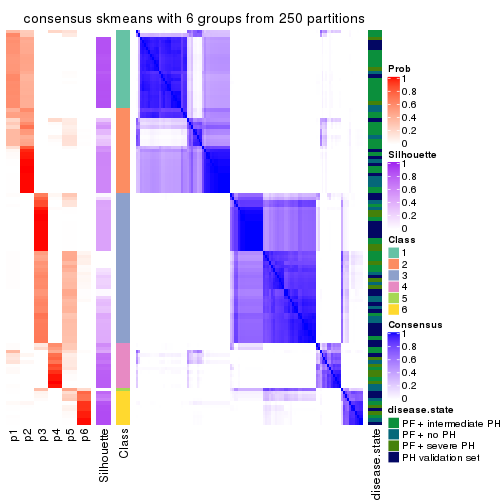 consensus skmeans with 6 groups from 250 partitions
Prob
1
0.8
0.6
0.4
0.2
0
Silhouette
1
0.8
0.6
0.4
0.2
0
Class
1
2
3
4
5
6
Consensus
1
0.8
0.6
0.4
0.2
0
disease.state
PF + intermediate PH
PF + no PH
PF + severe PH
PH validation set
p1
p2
p3
p4
p5
p6
Silhouette
Class
disease.state